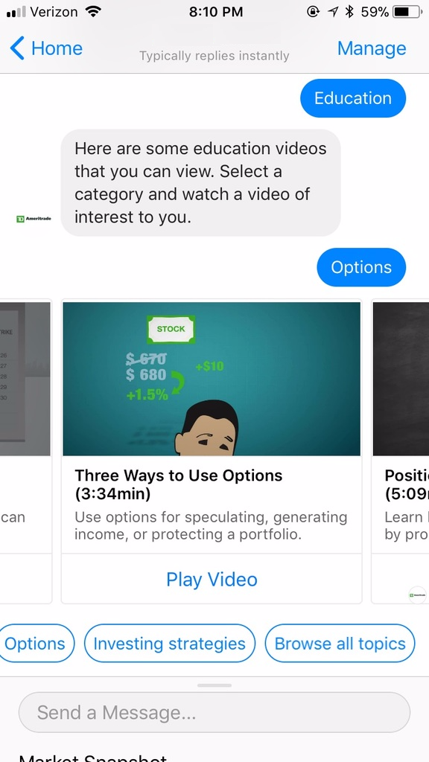 Verizon 8:10 PM 59%
Home
Typically replies instantly
Manage
Education
Here are some education videos
that you can view. Select a
category and watch a video of
interest to you.
Ameritrade
Options
STOCK
$ 670
$ 680
+$10
+1.5%
can
Three Ways to Use Options
(3:34min)
Use options for speculating, generating
income, or protecting a portfolio.
Play Video
Positi
(5:09
Learn
by pro
Options
Investing strategies
Browse all topics
Send a Message...
Market Snapshot